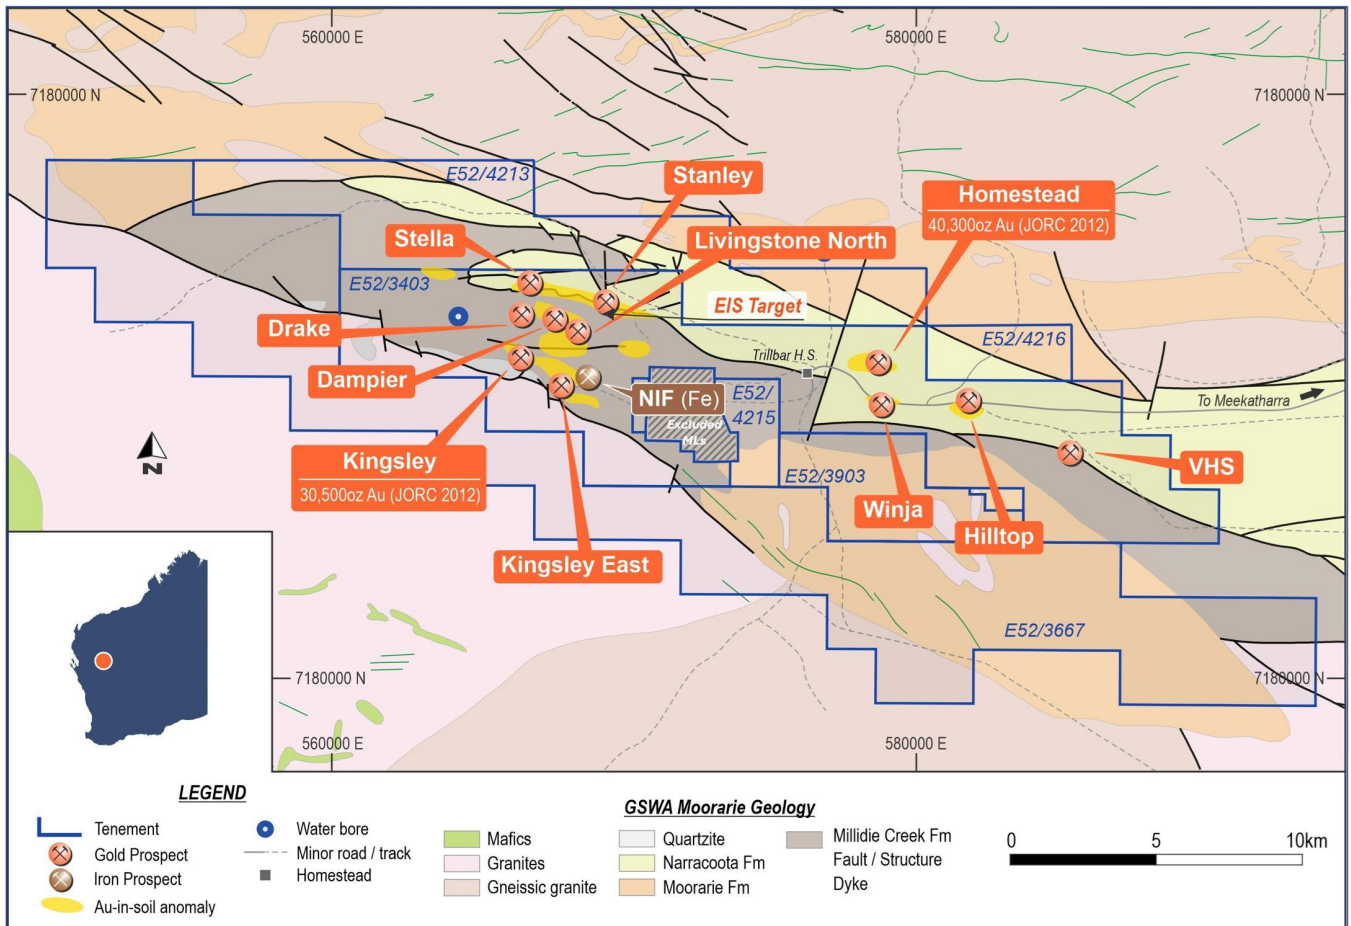 560000 E
580000 E
7180000 N
7180000 N
E52/4213
Stanley
Homestead
40,300oz Au (JORC 2012)
Stella
Livingstone North
E52/3403
EIS Target
Drake
E52/4216
Trillbar H.S.
Dampier
NIF (Fe)
E52/
4215
To Meekatharra
Excluded
MLs
N
Kingsley
30,500oz Au (JORC 2012)
E52/3903
VHS
Winja
Hilltop
Kingsley East
E52/3667
7180000 N
7180000 N
560000 E
580000 E
LEGEND
Tenement
Gold Prospect
Iron Prospect
Au-in-soil anomaly
Water bore
Minor road / track
Homestead
GSWA Moorarie Geology
Mafics
Granites
Gneissic granite
Quartzite
Narracoota Fm
Moorarie Fm
Millidie Creek Fm
Fault / Structure
Dyke
0
5
10km